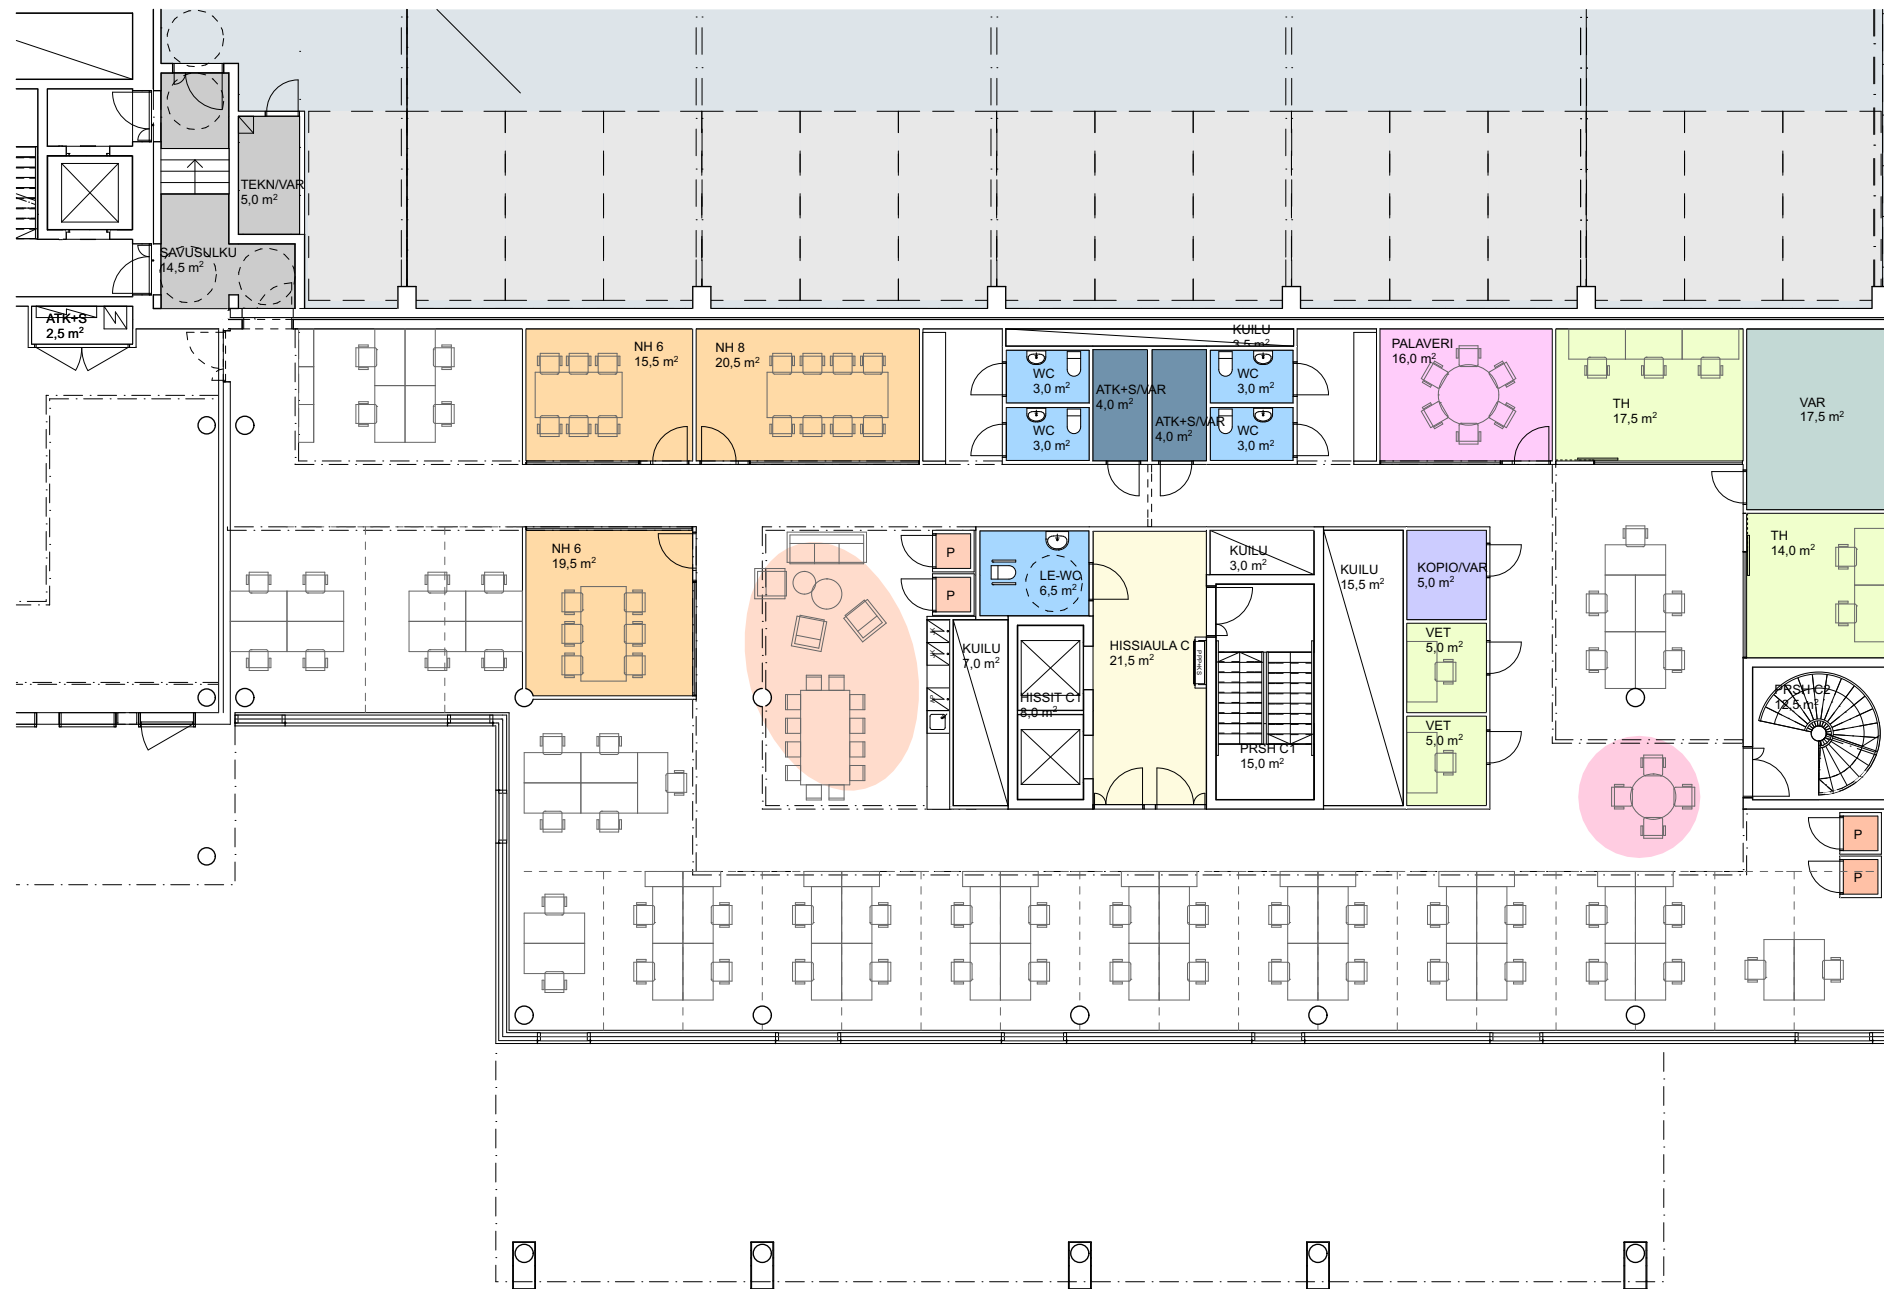 TEKN/VAR
5,0 m²
SAVUSULKU
14,5 m²
ATK+S
2,5 m²
NH 6
15,5 m²
NH 8
20,5 m²
KUILU
3,5 m²
WC
3,0 m²
WC
3,0 m²
ATK+S/VAR
4,0 m²
ATK+S/VAR
4,0 m²
WC
3,0 m²
WC
3,0 m²
PALAVERI
16,0 m²
TH
17,5 m²
VAR
17,5 m²
NH 6
19,5 m²
P
P
LE-WC
6,5 m²
KUILU
3,0 m²
KUILU
15,5 m²
KOPIO/VAR
5,0 m²
TH
14,0 m²
KUILU
7,0 m²
HISSIAULA C
21,5 m²
PPP+KS
VET
5,0 m²
HISSIT C1
8,0 m²
PRSH C1
15,0 m²
VET
5,0 m²
PRSH C2
12,5 m²
P
P